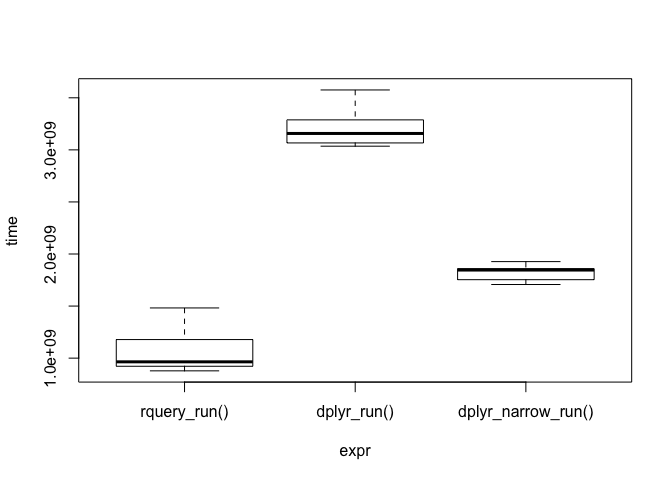 time
3.0e+09
2.0e+09
1.0e+09
rquery_run()
dplyr_run()
dplyr_narrow_run()
expr